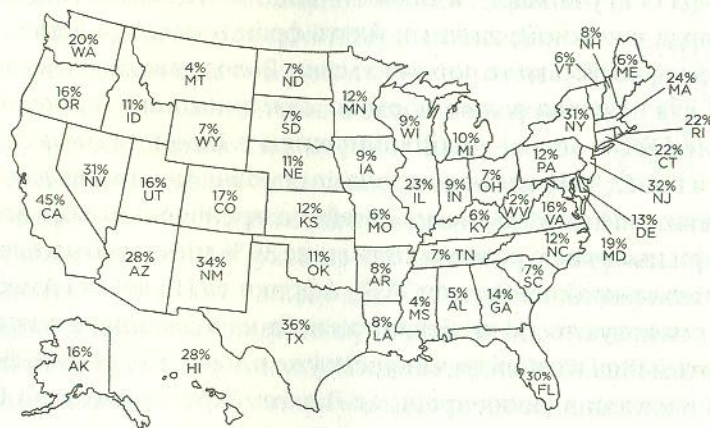 20%
WA
16%
OR
45%
CA
31%
NV
11%
ID
4%
MT
7%
WY
16%
UT
17%
CO
28%
AZ
34%
NM
7%
ND
7%
SD
11%
NE
12%
KS
11%
OK
36%
TX
12%
MN
9%
IA
6%
MO
8%
AR
8%
LA
9%
WI
23%
IL
10%
MI
9%
IN
7%
OH
6%
KY
7% TN
4%
MS
5%
AL
14%
GA
30%
7%
SC
12%
NC
16%
VA
2%
WV
12%
PA
31%
NY
6%
VT
8%
NH
6%
ME
24%
MA
22%
RI
22%
CT
32%
NJ
13%
DE
19%
MD
16%
AK
28%
HI